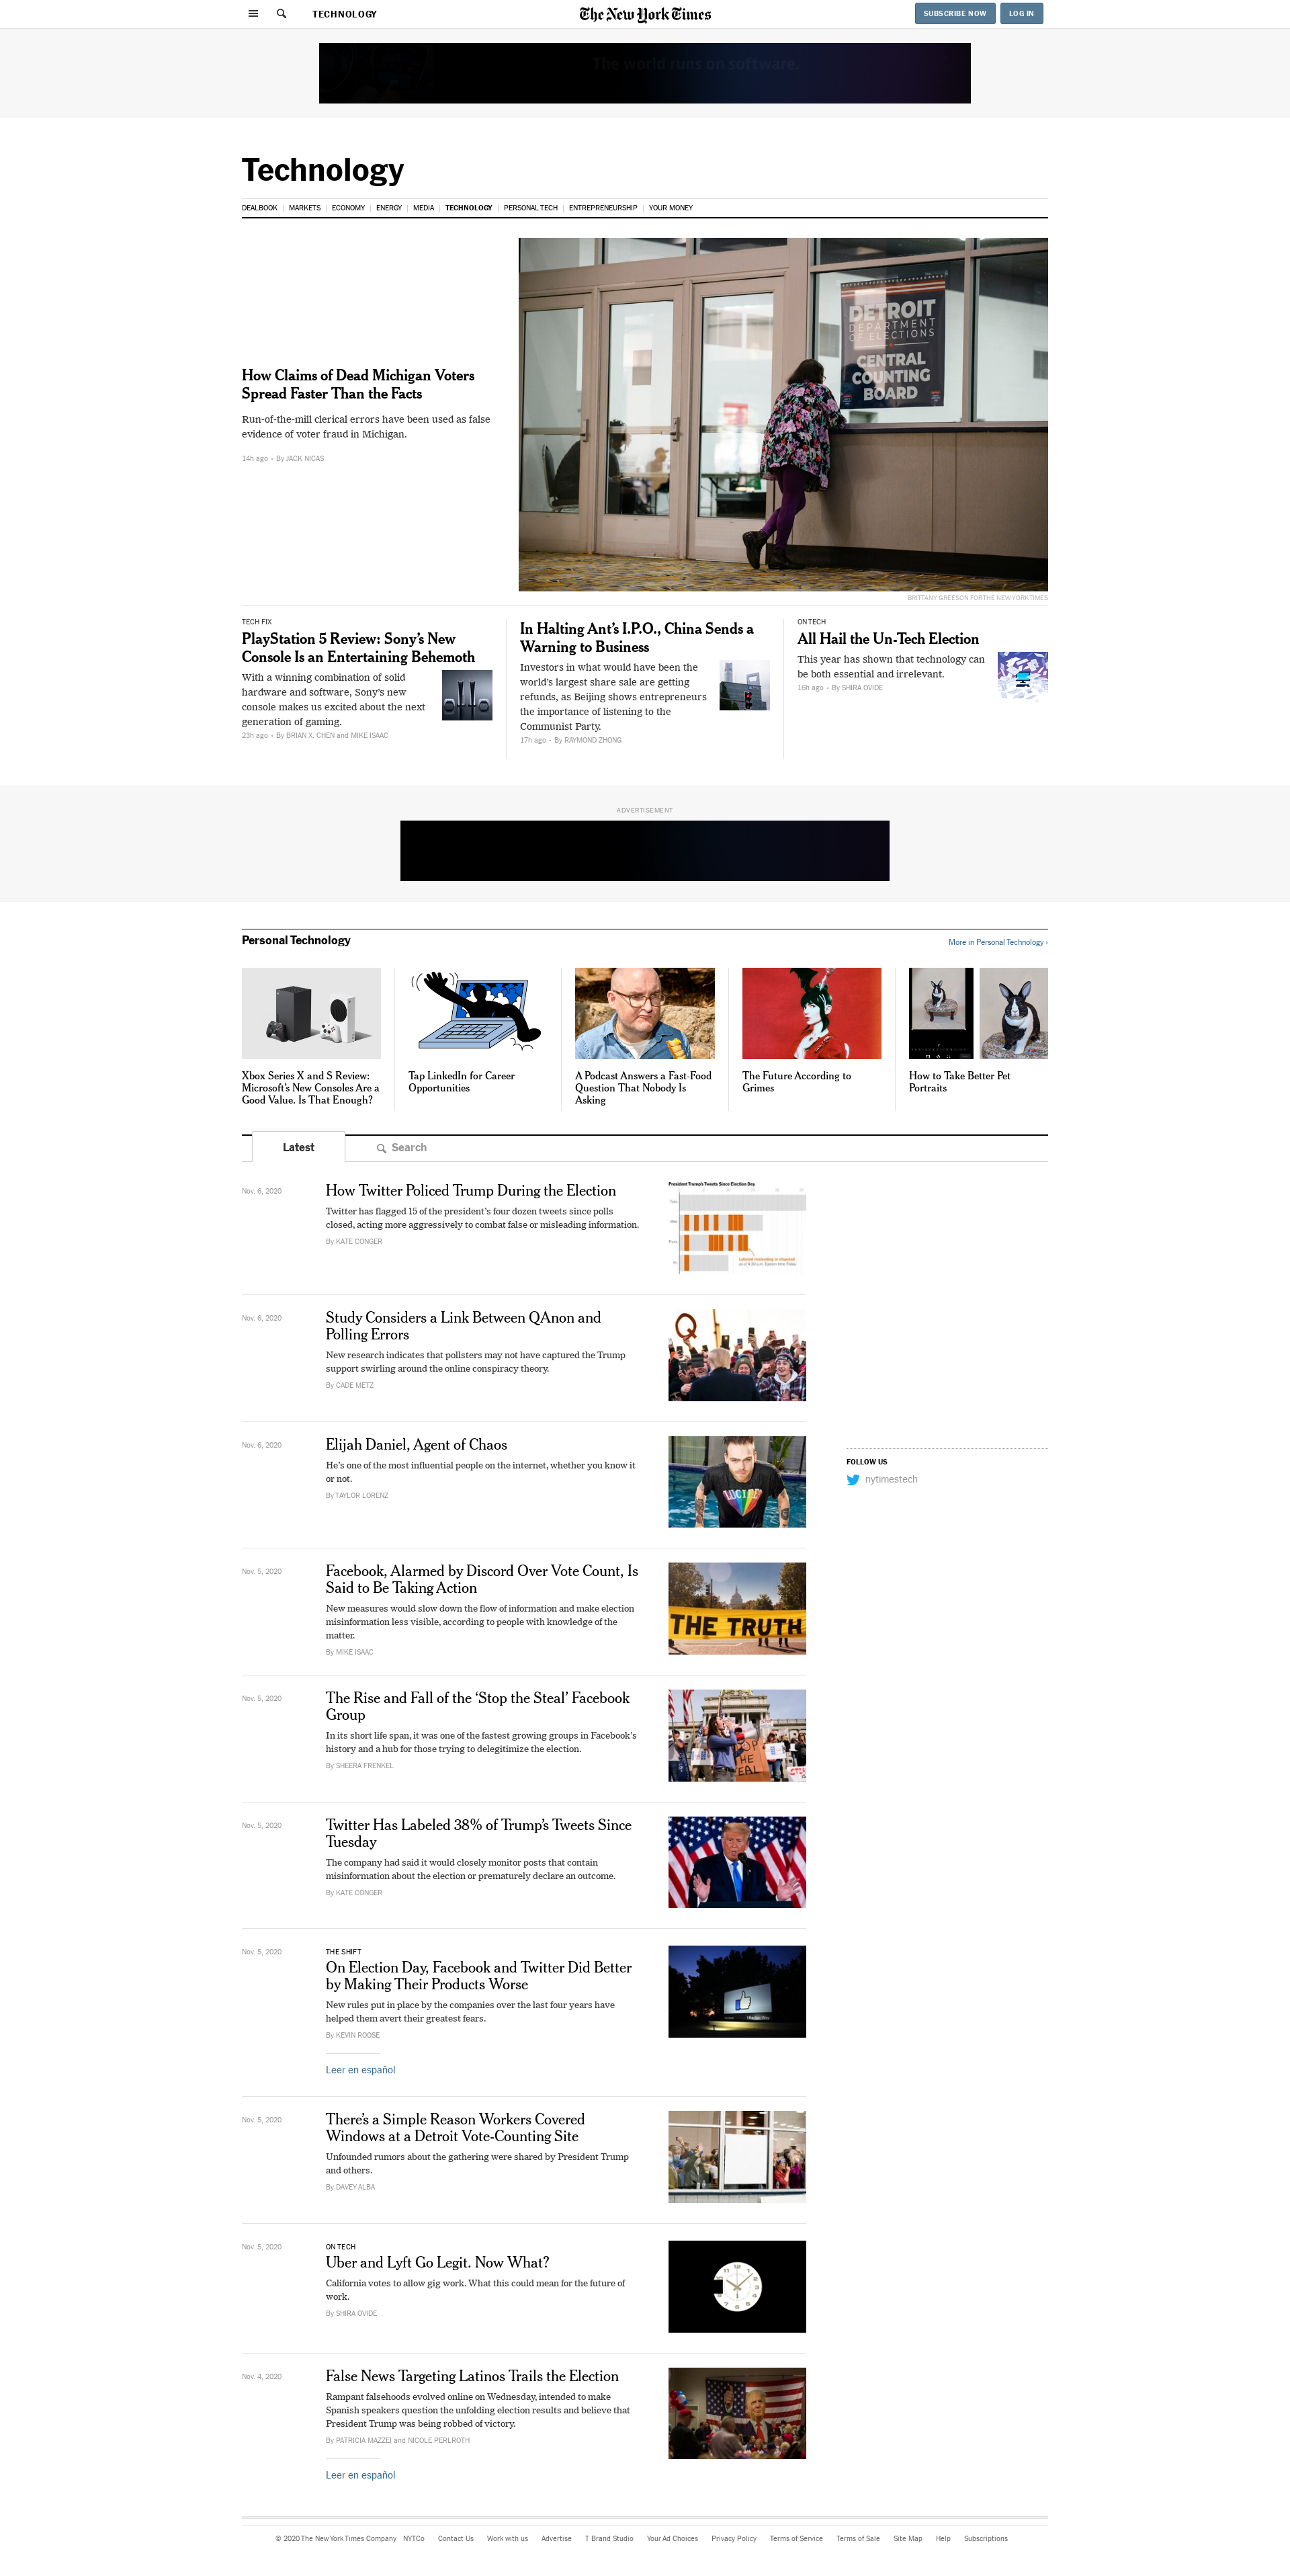 TECHNOLOGY
The New York Times
SUBSCRIBE NOW
LOG IN
The world runs on software.
Technology
DEALBOOK | MARKETS | ECONOMY | ENERGY | MEDIA | TECHNOLOGY | PERSONAL TECH | ENTREPRENEURSHIP | YOUR MONEY
How Claims of Dead Michigan Voters
Spread Faster Than the Facts
Run-of-the-mill clerical errors have been used as false
evidence of voter fraud in Michigan.
14h ago • By JACK NICAS
DETROIT
DEPARTMENT
OF ELECTIONS
CENTRAL
COUNTING
BOARD
BRITTANY GREESON FOR THE NEW YORK TIMES
TECH FIX
PlayStation 5 Review: Sony’s New
Console Is an Entertaining Behemoth
With a winning combination of solid
hardware and software, Sony’s new
console makes us excited about the next
generation of gaming.
23h ago • By BRIAN X. CHEN and MIKE ISAAC
In Halting Ant’s I.P.O., China Sends a
Warning to Business
Investors in what would have been the
world’s largest share sale are getting
refunds, as Beijing shows entrepreneurs
the importance of listening to the
Communist Party.
17h ago • By RAYMOND ZHONG
ON TECH
All Hail the Un-Tech Election
This year has shown that technology can
be both essential and irrelevant.
16h ago • By SHIRA OVIDE
ADVERTISEMENT
Personal Technology
More in Personal Technology ›
Xbox Series X and S Review:
Microsoft’s New Consoles Are a
Good Value. Is That Enough?
Tap LinkedIn for Career
Opportunities
A Podcast Answers a Fast-Food
Question That Nobody Is
Asking
The Future According to
Grimes
How to Take Better Pet
Portraits
Latest
Search
Nov. 6, 2020
How Twitter Policed Trump During the Election
Twitter has flagged 15 of the president’s four dozen tweets since polls
closed, acting more aggressively to combat false or misleading information.
By KATE CONGER
President Trump's Tweets Since Election Day
Nov. 6, 2020
Study Considers a Link Between QAnon and
Polling Errors
New research indicates that pollsters may not have captured the Trump
support swirling around the online conspiracy theory.
By CADE METZ
Q
Nov. 6, 2020
Elijah Daniel, Agent of Chaos
He’s one of the most influential people on the internet, whether you know it
or not.
By TAYLOR LORENZ
LUCIFER
FOLLOW US
nytimestech
Nov. 5, 2020
Facebook, Alarmed by Discord Over Vote Count, Is
Said to Be Taking Action
New measures would slow down the flow of information and make election
misinformation less visible, according to people with knowledge of the
matter.
By MIKE ISAAC
THE TRUTH
Nov. 5, 2020
The Rise and Fall of the ‘Stop the Steal’ Facebook
Group
In its short life span, it was one of the fastest growing groups in Facebook’s
history and a hub for those trying to delegitimize the election.
By SHEERA FRENKEL
Nov. 5, 2020
Twitter Has Labeled 38% of Trump’s Tweets Since
Tuesday
The company had said it would closely monitor posts that contain
misinformation about the election or prematurely declare an outcome.
By KATE CONGER
Nov. 5, 2020
THE SHIFT
On Election Day, Facebook and Twitter Did Better
by Making Their Products Worse
New rules put in place by the companies over the last four years have
helped them avert their greatest fears.
By KEVIN ROOSE
Leer en español
Nov. 5, 2020
There’s a Simple Reason Workers Covered
Windows at a Detroit Vote-Counting Site
Unfounded rumors about the gathering were shared by President Trump
and others.
By DAVEY ALBA
Nov. 5, 2020
ON TECH
Uber and Lyft Go Legit. Now What?
California votes to allow gig work. What this could mean for the future of
work.
By SHIRA OVIDE
Nov. 4, 2020
False News Targeting Latinos Trails the Election
Rampant falsehoods evolved online on Wednesday, intended to make
Spanish speakers question the unfolding election results and believe that
President Trump was being robbed of victory.
By PATRICIA MAZZEI and NICOLE PERLROTH
Leer en español
© 2020 The New York Times Company NYTCo Contact Us Work with us Advertise T Brand Studio Your Ad Choices Privacy Policy Terms of Service Terms of Sale Site Map Help Subscriptions